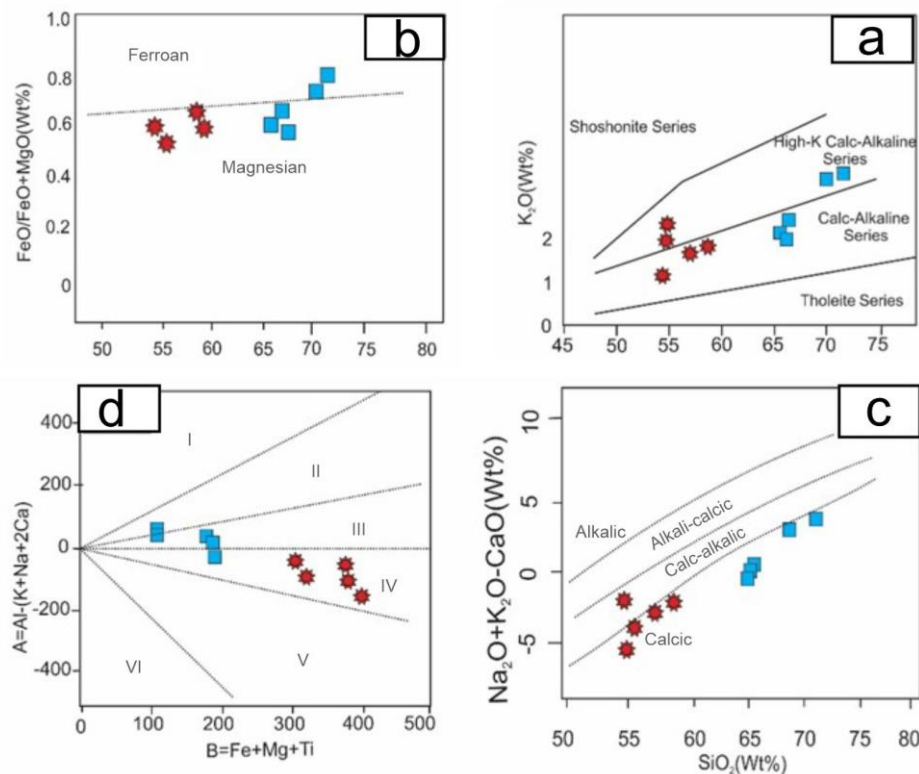 b
Ferroan
Magnesian
FeO/FeO+MgO(Wt%)
1.0
0.8
0.6
0.4
0.2
0
50
55
60
65
70
75
80
a
Shoshonite Series
High-K Calc-Alkaline
Series
Calc-Alkaline
Series
Tholeite Series
K2O(Wt%)
2
1
0
45
50
55
60
65
70
75
d
I
II
III
IV
V
VI
A=Al-(K+Na+2Ca)
400
200
0
-200
-400
0
100
200
300
400
500
B=Fe+Mg+Ti
c
Alkalic
Alkali-calcic
Calc-alkalic
Calcic
Na2O+K2O-CaO(Wt%)
10
5
0
-5
50
55
60
65
70
75
80
SiO2(Wt%)